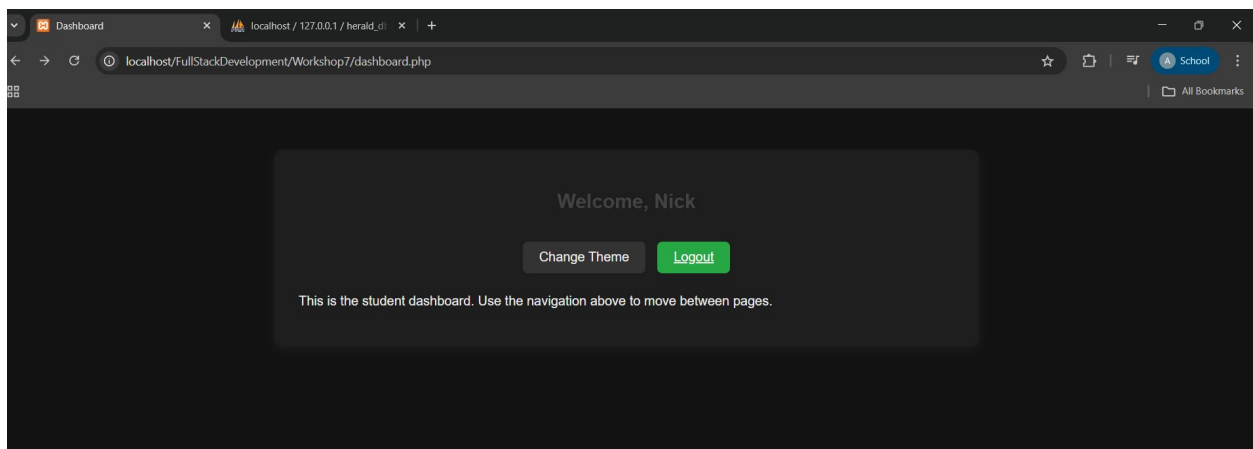 Dashboard
localhost / 127.0.0.1 / herald_d
localhost/FullStackDevelopment/Workshop7/dashboard.php
A School
All Bookmarks
Welcome, Nick
Change Theme
Logout
This is the student dashboard. Use the navigation above to move between pages.